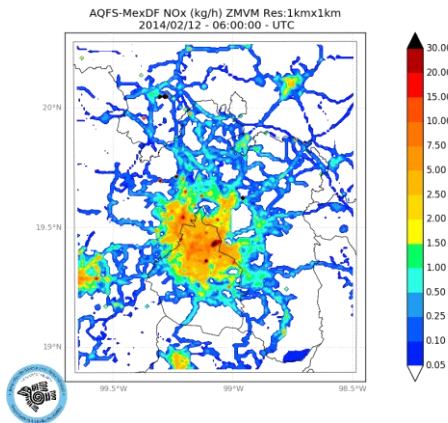 AQFS-MexDF NOx (kg/h) ZMVM Res:1kmx1km
2014/02/12 - 06:00:00 - UTC
30.00
20.00
15.00
10.00
7.50
5.00
2.50
2.00
1.50
1.00
0.50
0.25
0.10
0.05
20°N
19.5°N
19°N
99.5°W
99°W
98.5°W